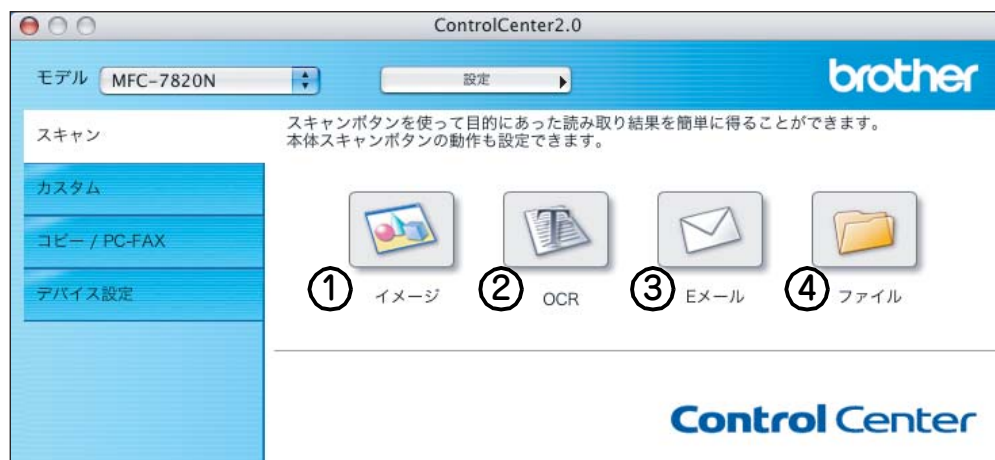 ControlCenter2.0
モデル MFC-7820N 設定 brother
スキャン
カスタム
コピー / PC-FAX
デバイス設定
スキャンボタンを使って目的にあった読み取り結果を簡単に得ることができます。
本体スキャンボタンの動作も設定できます。
① イメージ ② OCR ③ Eメール ④ ファイル
Control Center